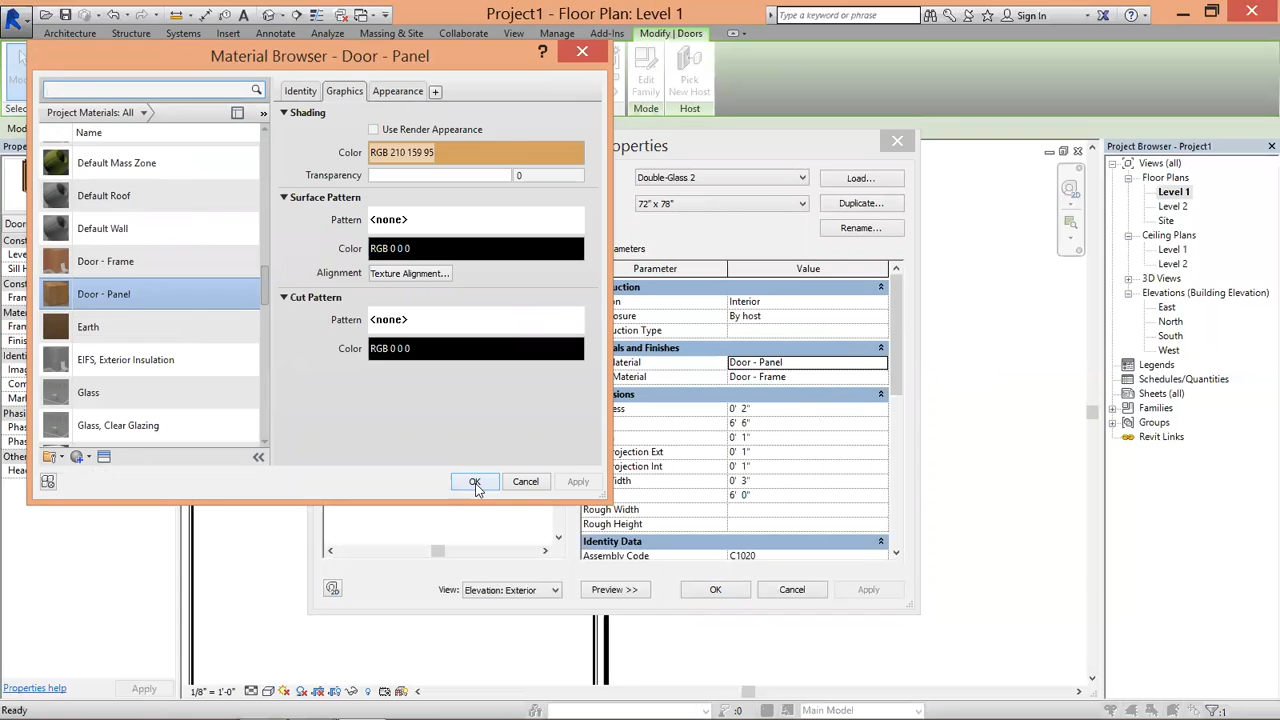 Project1 - Floor Plan: Level 1
Type a keyword or phrase
Sign In
Architecture Structure Systems Insert Annotate Analyze Massing & Site Collaborate View Manage Add-Ins Modify | Doors
Edit Family
Pick New Host
Mode Host
Material Browser - Door - Panel
Project Materials: All
Name
Default Mass Zone
Default Roof
Default Wall
Door - Frame
Door - Panel
Earth
EIFS, Exterior Insulation
Glass
Glass, Clear Glazing
Identity Graphics Appearance
Shading
Use Render Appearance
Color RGB 210 159 95
Transparency 0
Surface Pattern
Pattern <none>
Color RGB 0 0 0
Alignment Texture Alignment...
Cut Pattern
Pattern <none>
Color RGB 0 0 0
OK Cancel Apply
operties
Double-Glass 2 Load...
72" x 78" Duplicate...
Rename...
Parameter Value
uction
Interior
osure By host
uction Type
ls and Finishes
Material Door - Panel
Material Door - Frame
sions
ess 0' 2"
6' 6"
0' 1"
ojection Ext 0' 1"
ojection Int 0' 1"
idth 0' 3"
6' 0"
Rough Width
Rough Height
Identity Data
Assembly Code C1020
View: Elevation: Exterior Preview >> OK Cancel Apply
Project Browser - Project1
Views (all)
Floor Plans
Level 1
Level 2
Site
Ceiling Plans
Level 1
Level 2
3D Views
Elevations (Building Elevation)
East
North
South
West
Legends
Schedules/Quantities
Sheets (all)
Families
Groups
Revit Links
Properties help Apply
1/8" = 1'-0"
:0 Main Model :1